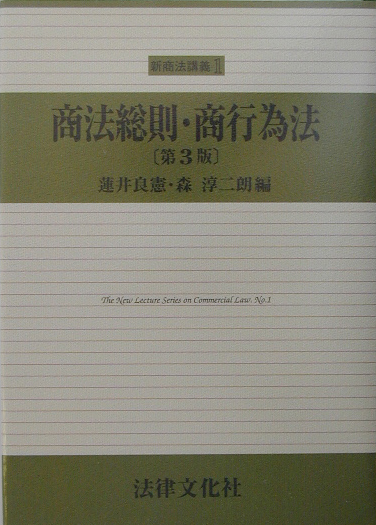 新商法講義1
商法総則・商行為法
〔第3版〕
蓮井良憲・森 淳二朗編
The New Lecture Series on Commercial Law. No.1
法律文化社